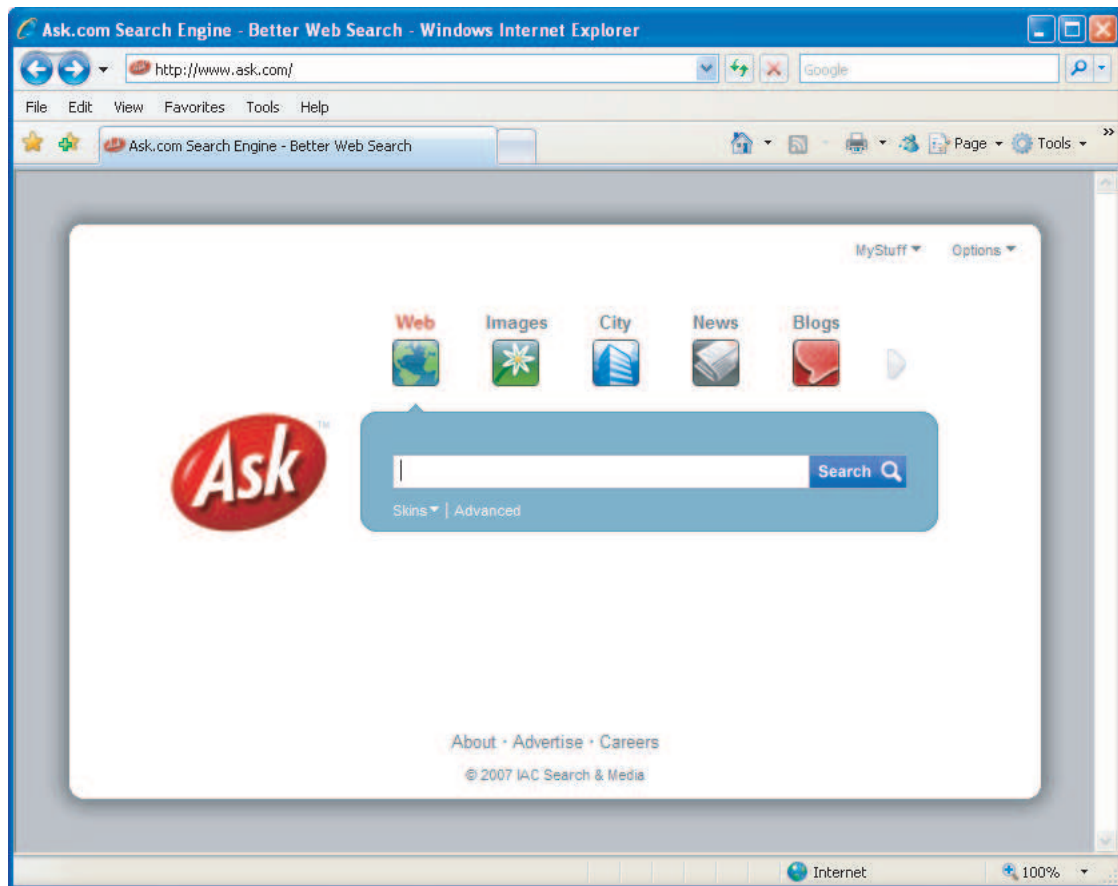 Ask.com Search Engine - Better Web Search - Windows Internet Explorer
http://www.ask.com/ Google
File Edit View Favorites Tools Help
Ask.com Search Engine - Better Web Search Page Tools »
MyStuff Options
Web Images City News Blogs
Ask TM
Search
Skins | Advanced
About · Advertise · Careers
© 2007 IAC Search & Media
Internet 100%